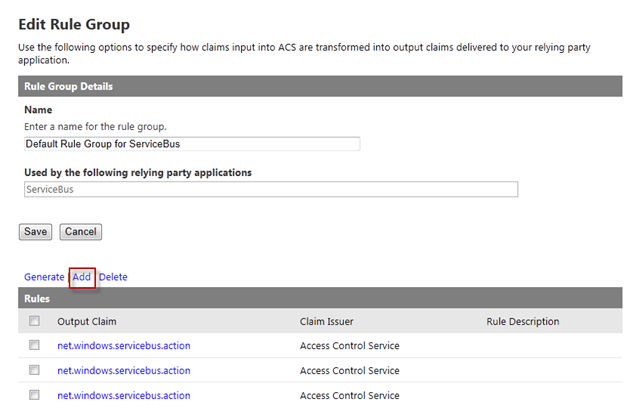 Edit Rule Group
Use the following options to specify how claims input into ACS are transformed into output claims delivered to your relying party
application.
Rule Group Details
Name
Enter a name for the rule group.
Default Rule Group for ServiceBus
Used by the following relying party applications
ServiceBus
Save Cancel
Generate Add Delete
Rules
Output Claim Claim Issuer Rule Description
net.windows.servicebus.action Access Control Service
net.windows.servicebus.action Access Control Service
net.windows.servicebus.action Access Control Service